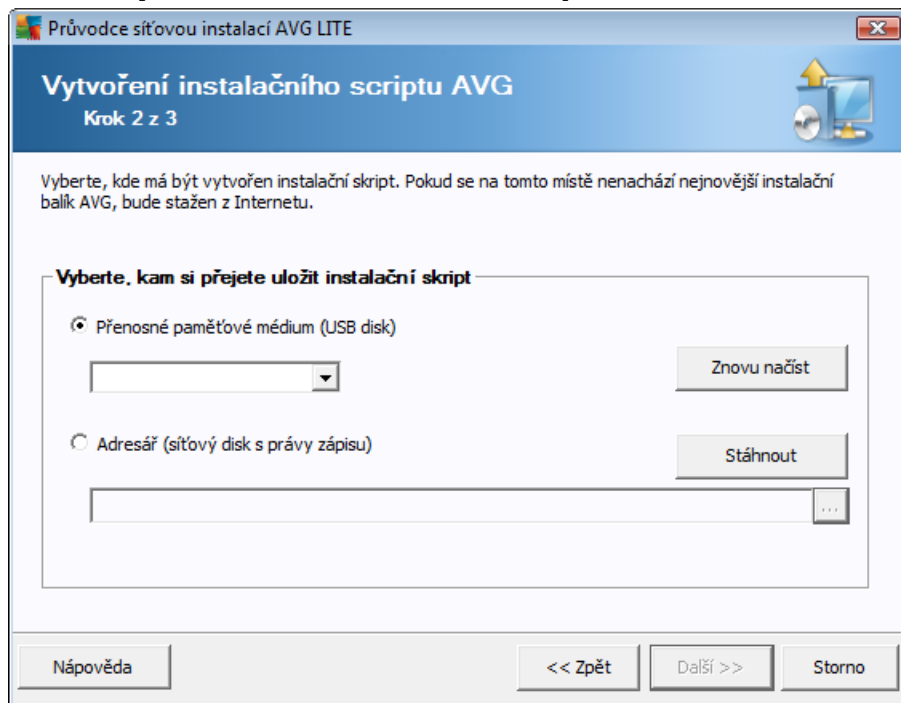 Průvodce síťovou instalací AVG LITE
Vytvoření instalačního scriptu AVG
Krok 2 z 3
Vyberte, kde má být vytvořen instalační skript. Pokud se na tomto místě nenachází nejnovější instalační
balík AVG, bude stažen z Internetu.
Vyberte, kam si přejete uložit instalační skript
Přenosné paměťové médium (USB disk)
Znovu načíst
Adresář (síťový disk s právy zápisu)
Stáhnout
...
Nápověda
<< Zpět
Další >>
Storno